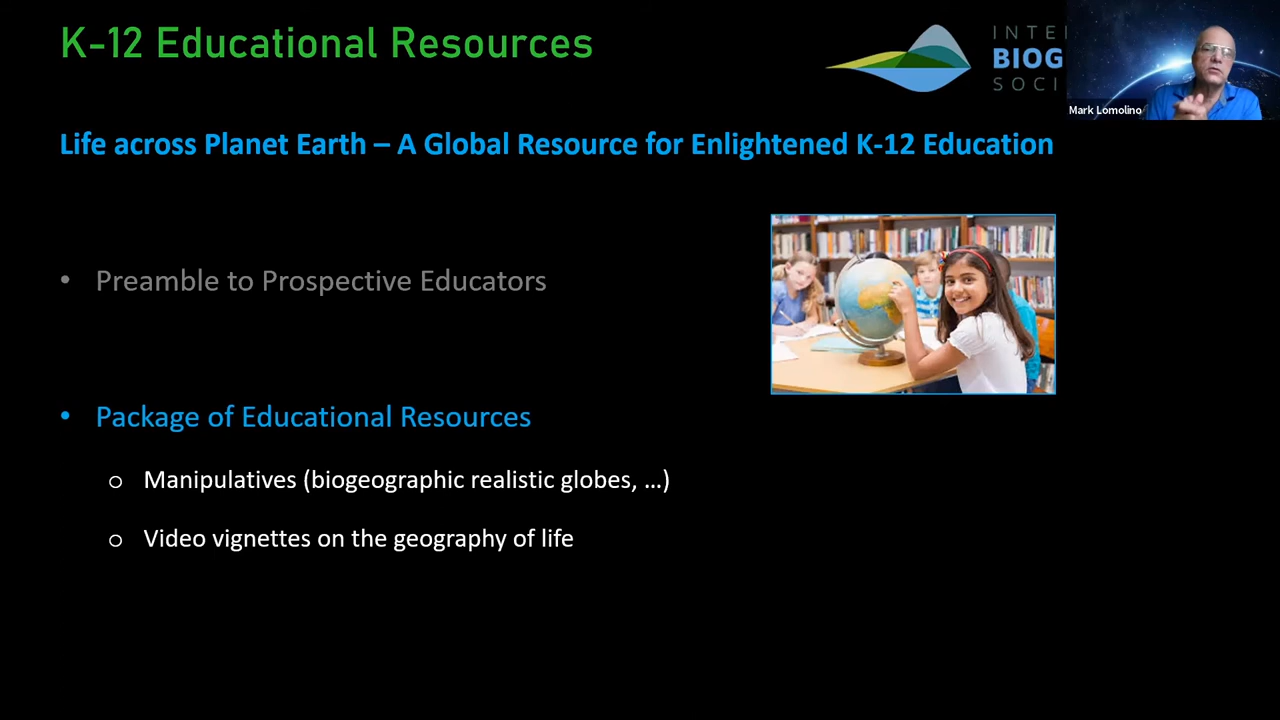 K-12 Educational Resources
INTE
BIOG
SOCI
Mark Lomolino
Life across Planet Earth – A Global Resource for Enlightened K-12 Education
• Preamble to Prospective Educators
• Package of Educational Resources
o Manipulatives (biogeographic realistic globes, …)
o Video vignettes on the geography of life